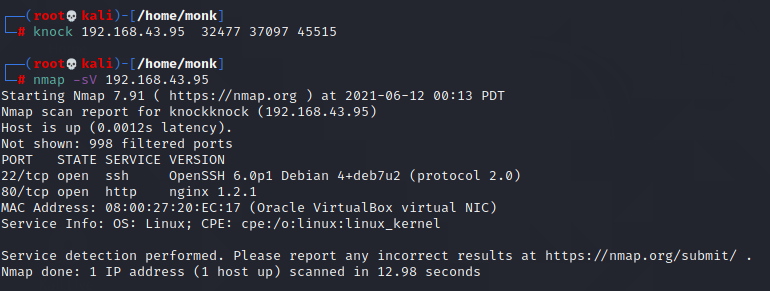 ┌──(root💀kali)-[/home/monk]
└─# knock 192.168.43.95  32477 37097 45515
┌──(root💀kali)-[/home/monk]
└─# nmap -sV 192.168.43.95
Starting Nmap 7.91 ( https://nmap.org ) at 2021-06-12 00:13 PDT
Nmap scan report for knockknock (192.168.43.95)
Host is up (0.0012s latency).
Not shown: 998 filtered ports
PORT   STATE SERVICE VERSION
22/tcp open  ssh     OpenSSH 6.0p1 Debian 4+deb7u2 (protocol 2.0)
80/tcp open  http    nginx 1.2.1
MAC Address: 08:00:27:20:EC:17 (Oracle VirtualBox virtual NIC)
Service Info: OS: Linux; CPE: cpe:/o:linux:linux_kernel
Service detection performed. Please report any incorrect results at https://nmap.org/submit/ .
Nmap done: 1 IP address (1 host up) scanned in 12.98 seconds